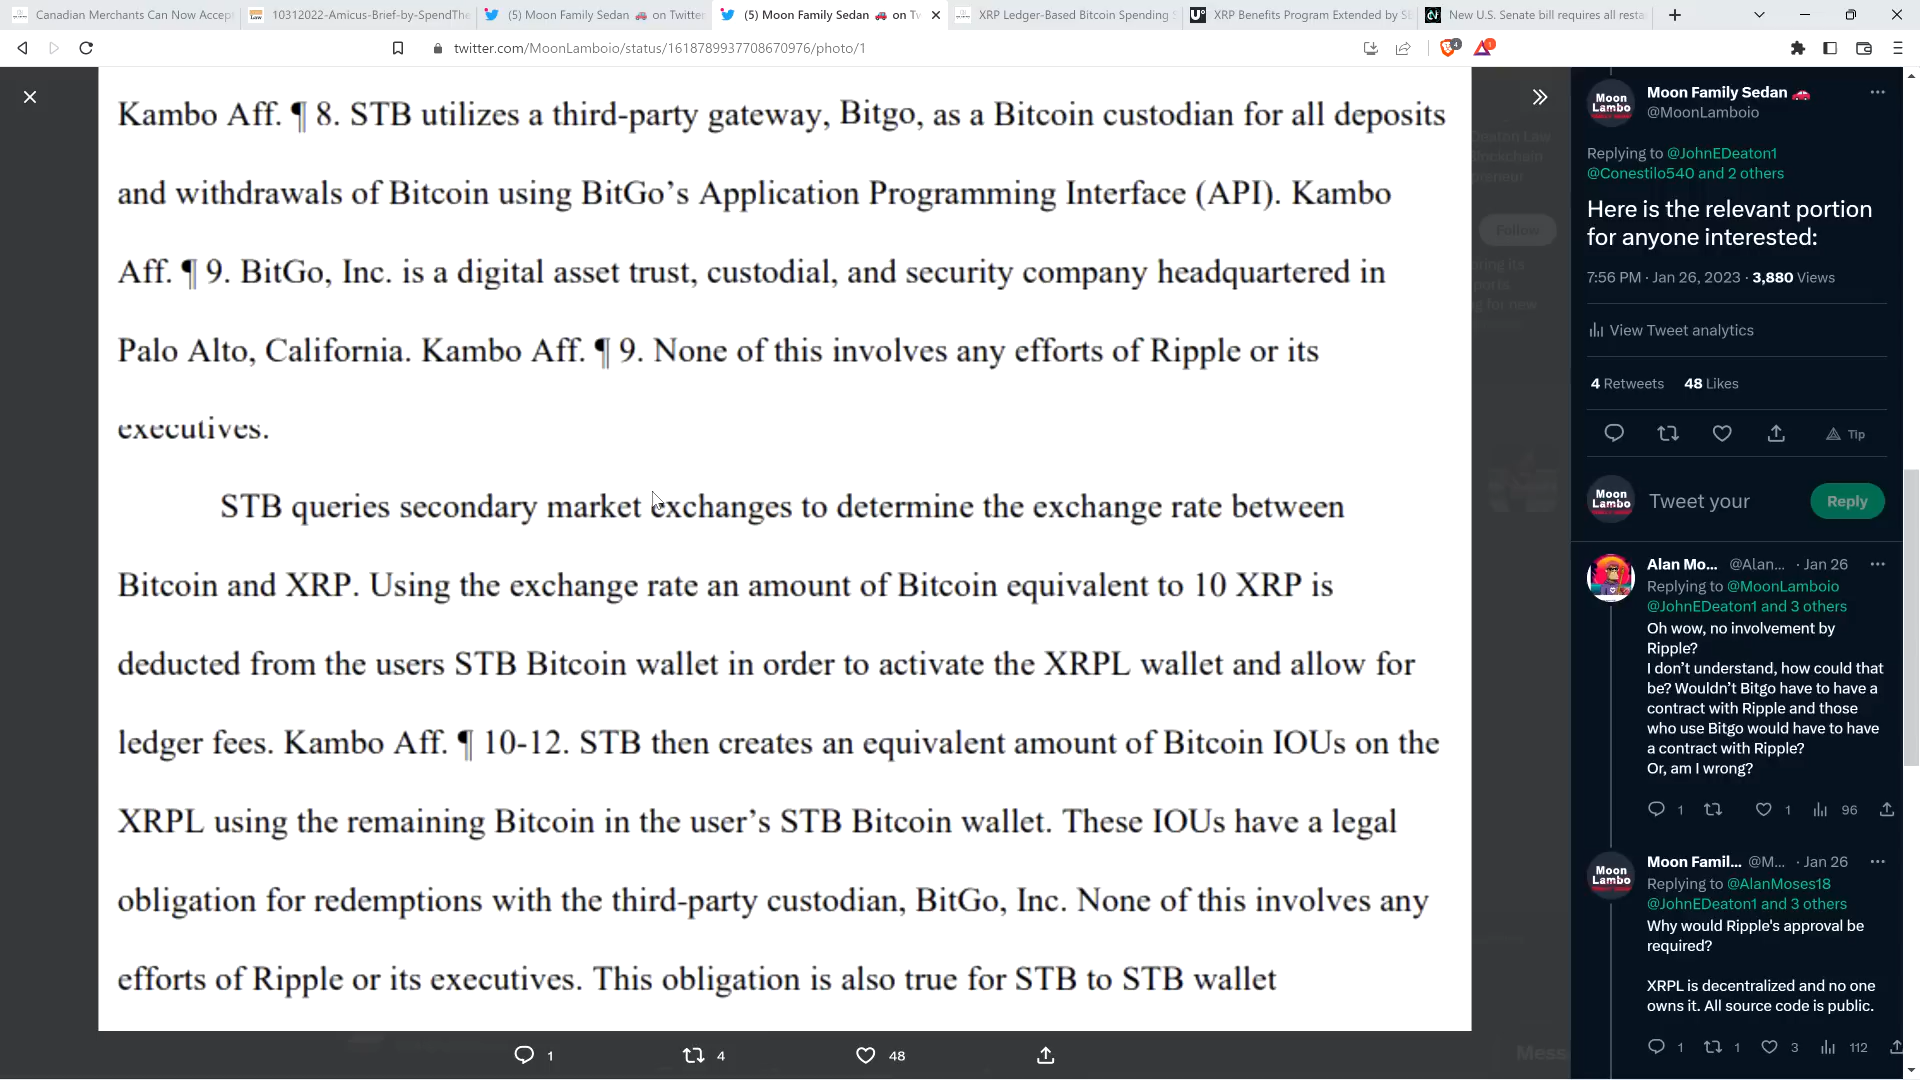 Canadian Merchants Can Now Accep
10312022-Amicus-Brief-by-SpendThe
(5) Moon Family Sedan 🚗 on Twitter
(5) Moon Family Sedan 🚗 on Tw
XRP Ledger-Based Bitcoin Spending S
XRP Benefits Program Extended by SE
New U.S. Senate bill requires all resta
twitter.com/MoonLamboio/status/1618789937708670976/photo/1
Kambo Aff. ¶ 8. STB utilizes a third-party gateway, Bitgo, as a Bitcoin custodian for all deposits
and withdrawals of Bitcoin using BitGo's Application Programming Interface (API). Kambo
Aff. ¶ 9. BitGo, Inc. is a digital asset trust, custodial, and security company headquartered in
Palo Alto, California. Kambo Aff. ¶ 9. None of this involves any efforts of Ripple or its
executives.
STB queries secondary market exchanges to determine the exchange rate between
Bitcoin and XRP. Using the exchange rate an amount of Bitcoin equivalent to 10 XRP is
deducted from the users STB Bitcoin wallet in order to activate the XRPL wallet and allow for
ledger fees. Kambo Aff. ¶ 10-12. STB then creates an equivalent amount of Bitcoin IOUs on the
XRPL using the remaining Bitcoin in the user's STB Bitcoin wallet. These IOUs have a legal
obligation for redemptions with the third-party custodian, BitGo, Inc. None of this involves any
efforts of Ripple or its executives. This obligation is also true for STB to STB wallet
1 4 48
Follow
Mess
Moon Lambo
Moon Family Sedan 🚗
@MoonLamboio
Replying to @JohnEDeaton1
@Conestilo540 and 2 others
Here is the relevant portion
for anyone interested:
7:56 PM · Jan 26, 2023 · 3,880 Views
View Tweet analytics
4 Retweets 48 Likes
Tip
Moon Lambo
Tweet your
Reply
Alan Mo... @Alan... · Jan 26
Replying to @MoonLamboio
@JohnEDeaton1 and 3 others
Oh wow, no involvement by
Ripple?
I don't understand, how could that
be? Wouldn't Bitgo have to have a
contract with Ripple and those
who use Bitgo would have to have
a contract with Ripple?
Or, am I wrong?
1 1 96
Moon Lambo
Moon Famil... @M... · Jan 26
Replying to @AlanMoses18
@JohnEDeaton1 and 3 others
Why would Ripple's approval be
required?
XRPL is decentralized and no one
owns it. All source code is public.
1 1 3 112